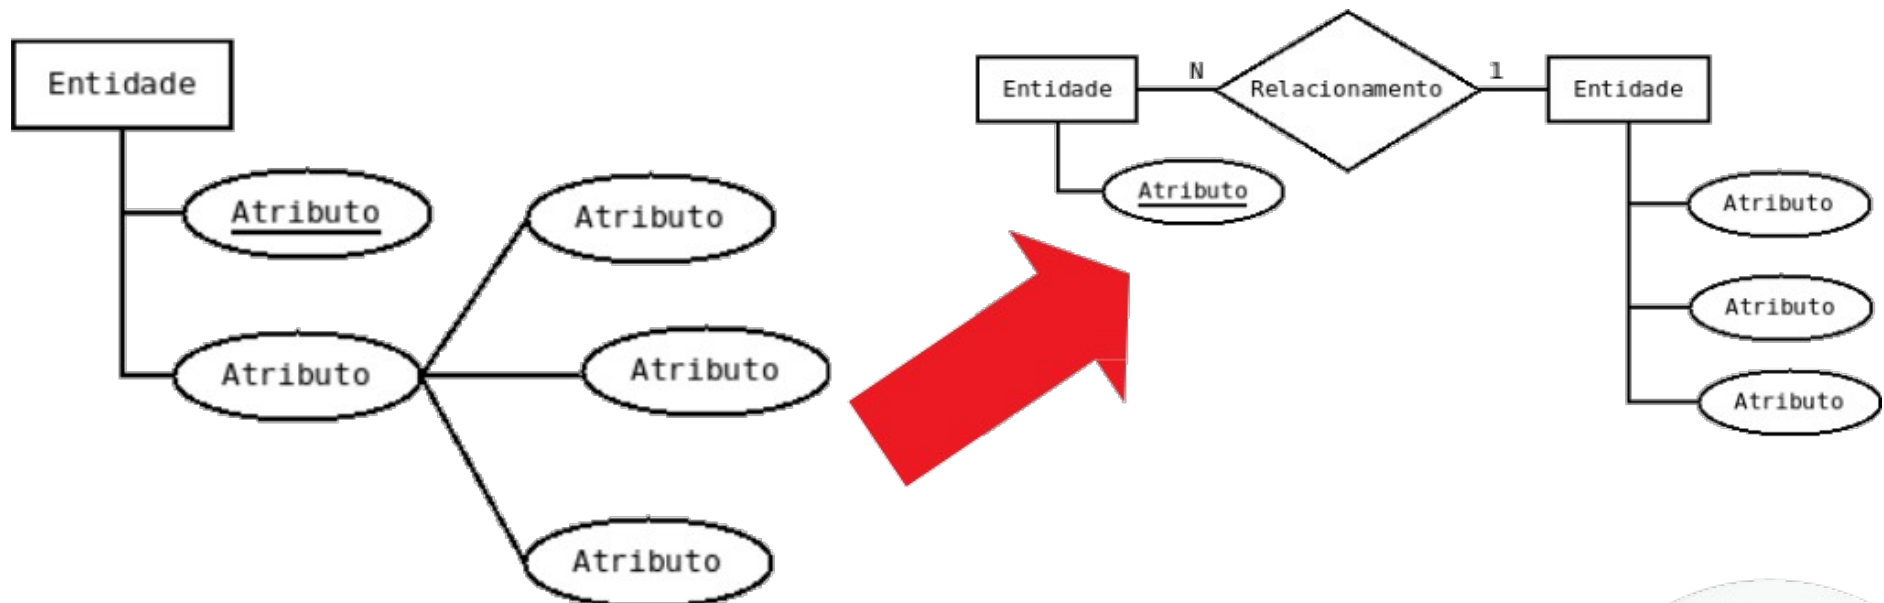 Entidade
Atributo
Atributo
Atributo
Atributo
Atributo
Entidade
N
Relacionamento
1
Entidade
Atributo
Atributo
Atributo
Atributo